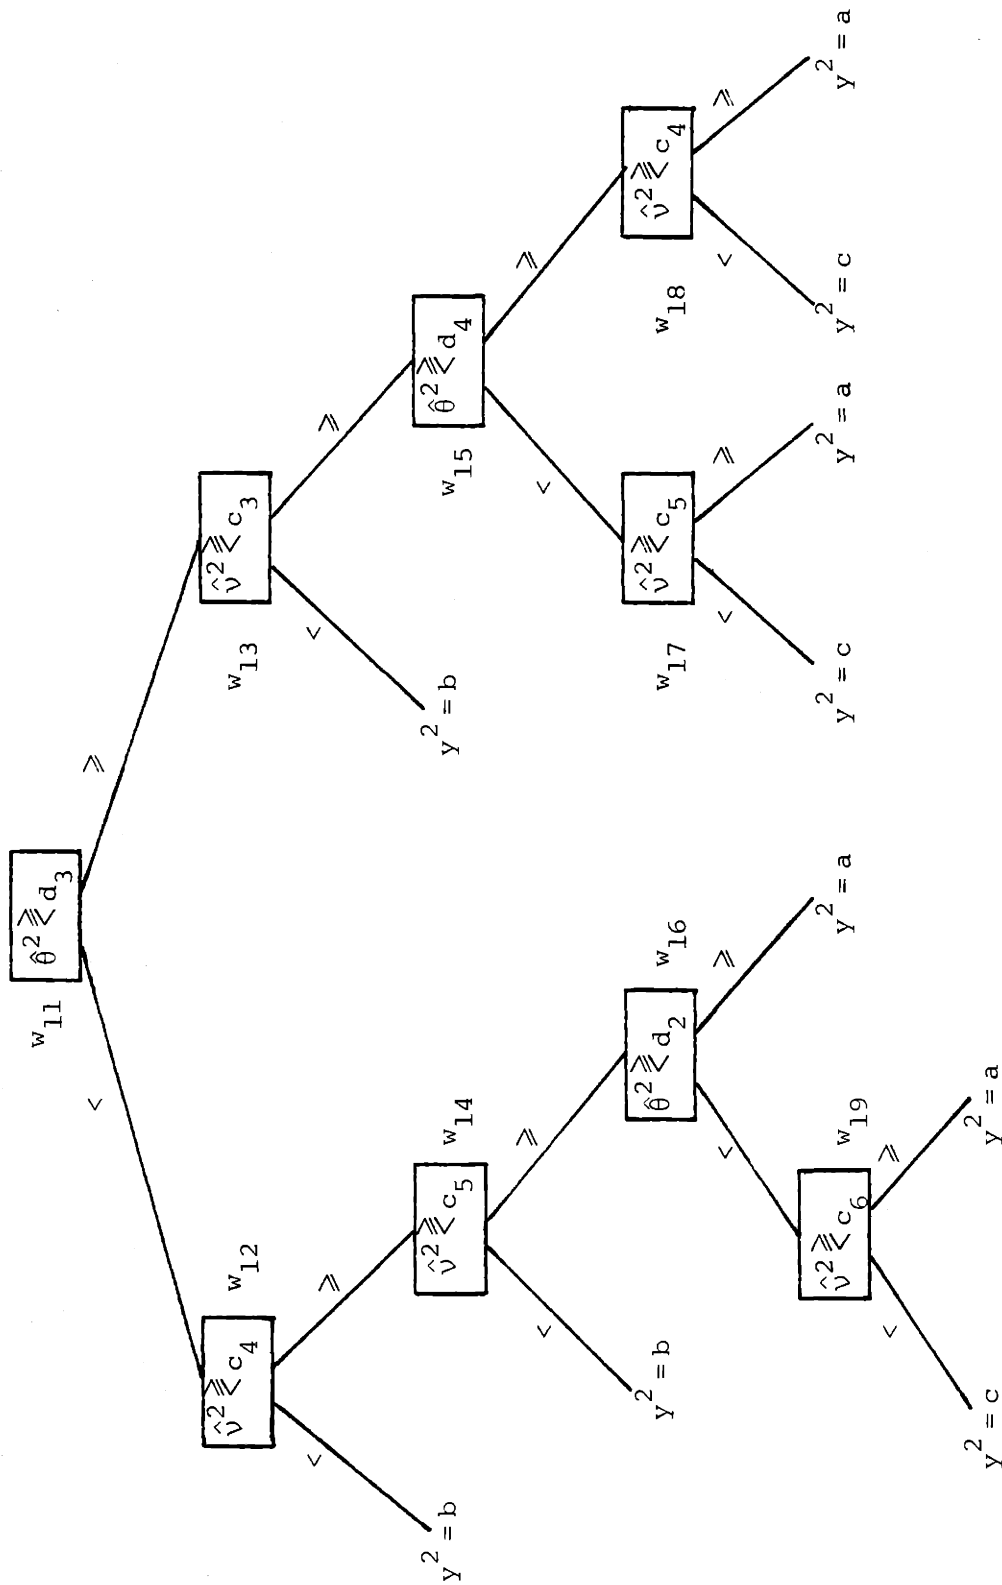 w₁₁ θ̂² ⩾< d₃
< ⩾
ν̂² ⩾< c₄ w₁₂ w₁₃ ν̂² ⩾< c₃
< ⩾ < ⩾
y² = b ν̂² ⩾< c₅ w₁₄ y² = b w₁₅ θ̂² ⩾< d₄
< ⩾ < ⩾
y² = b θ̂² ⩾< d₂ w₁₆ w₁₇ ν̂² ⩾< c₅ w₁₈ ν̂² ⩾< c₄
< ⩾ < ⩾ < ⩾
ν̂² ⩾< c₆ w₁₉ y² = a y² = c y² = a y² = c y² = a
< ⩾
y² = c y² = a